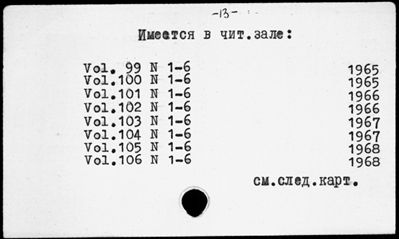 -13-
Имеется в чит.зале:
Vol. 99 N 1-6 1965
Vol.100 N 1-6 1965
Vol.101 N 1-6 1966
Vol.102 N 1-6 1966
Vol.103 N 1-6 1967
Vol.104 N 1-6 1967
Vol.105 N 1-6 1968
Vol.106 N 1-6 1968
см.след.карт.